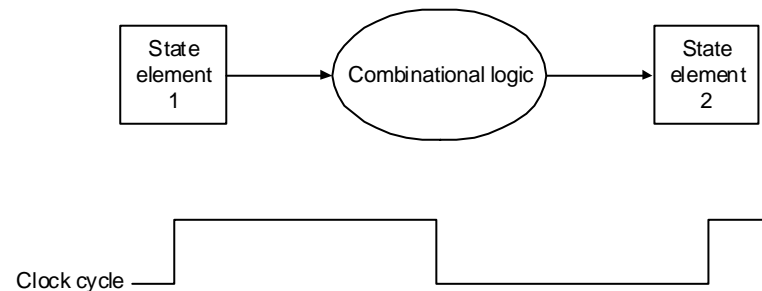 State
element
1
Combinational logic
State
element
2
Clock cycle